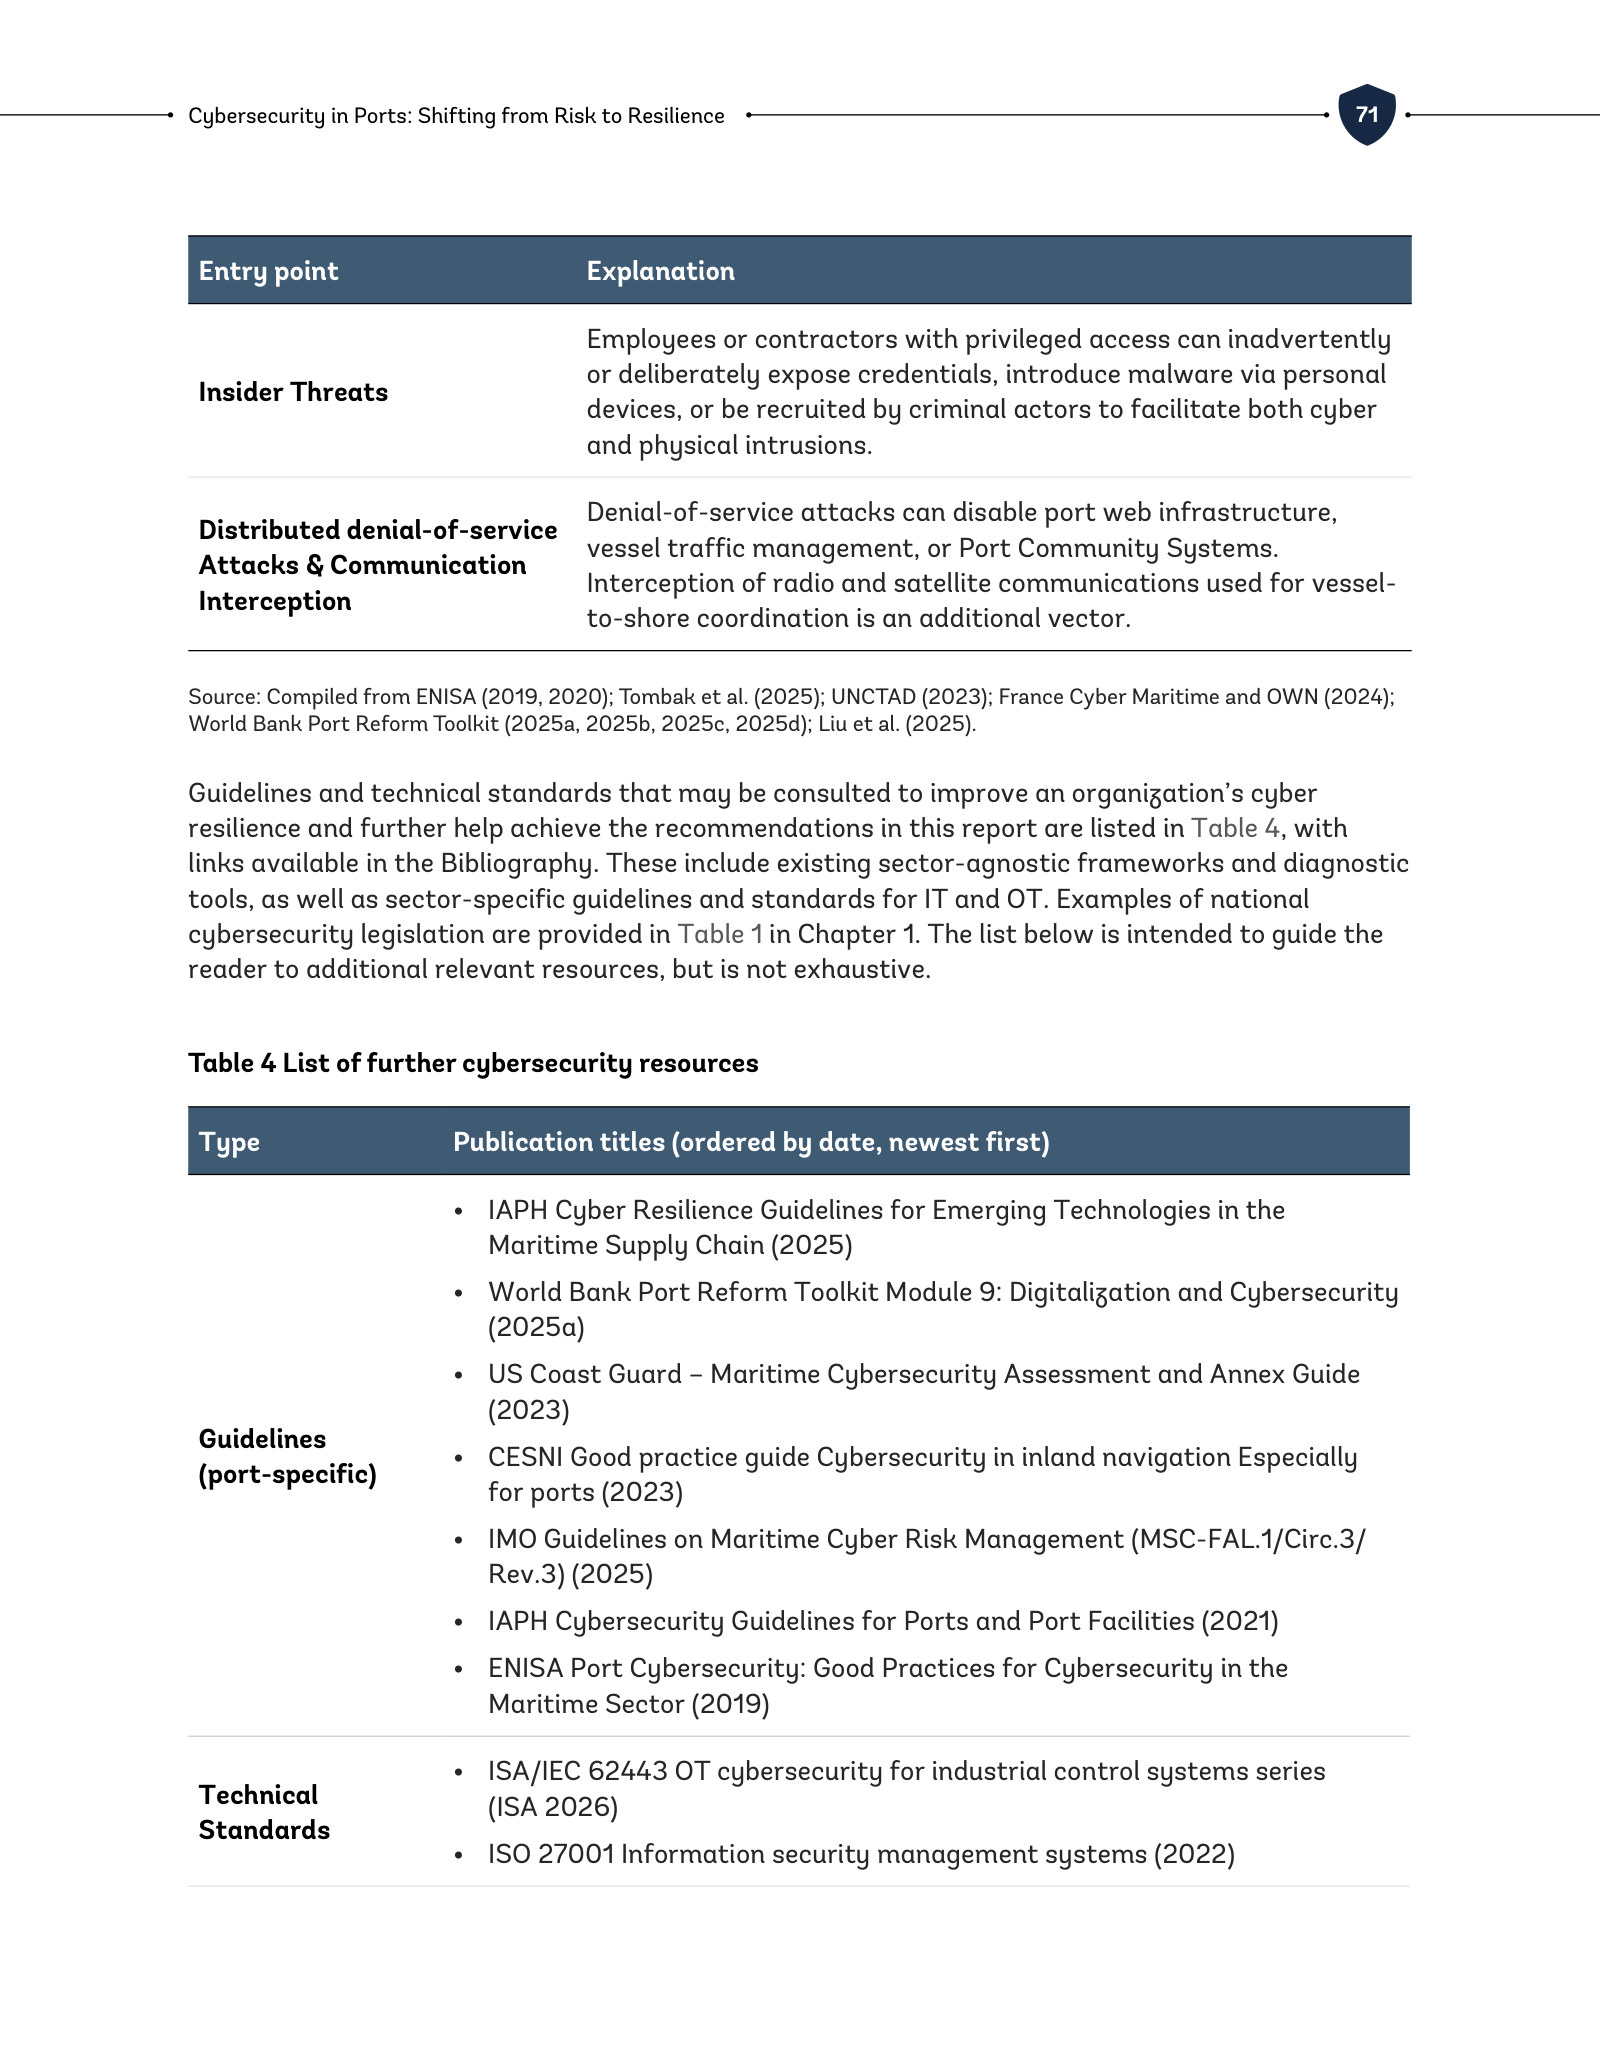 Cybersecurity in Ports: Shifting from Risk to Resilience
71
Entry point
Explanation
Insider Threats
Employees or contractors with privileged access can inadvertently
or deliberately expose credentials, introduce malware via personal
devices, or be recruited by criminal actors to facilitate both cyber
and physical intrusions.
Distributed denial-of-service
Attacks & Communication
Interception
Denial-of-service attacks can disable port web infrastructure,
vessel traffic management, or Port Community Systems.
Interception of radio and satellite communications used for vessel-
to-shore coordination is an additional vector.
Source: Compiled from ENISA (2019, 2020); Tombak et al. (2025); UNCTAD (2023); France Cyber Maritime and OWN (2024);
World Bank Port Reform Toolkit (2025a, 2025b, 2025c, 2025d); Liu et al. (2025).
Guidelines and technical standards that may be consulted to improve an organization’s cyber
resilience and further help achieve the recommendations in this report are listed in Table 4, with
links available in the Bibliography. These include existing sector-agnostic frameworks and diagnostic
tools, as well as sector-specific guidelines and standards for IT and OT. Examples of national
cybersecurity legislation are provided in Table 1 in Chapter 1. The list below is intended to guide the
reader to additional relevant resources, but is not exhaustive.
Table 4 List of further cybersecurity resources
Type
Publication titles (ordered by date, newest first)
Guidelines
(port-specific)
• IAPH Cyber Resilience Guidelines for Emerging Technologies in the
Maritime Supply Chain (2025)
• World Bank Port Reform Toolkit Module 9: Digitalization and Cybersecurity
(2025a)
• US Coast Guard – Maritime Cybersecurity Assessment and Annex Guide
(2023)
• CESNI Good practice guide Cybersecurity in inland navigation Especially
for ports (2023)
• IMO Guidelines on Maritime Cyber Risk Management (MSC-FAL.1/Circ.3/
Rev.3) (2025)
• IAPH Cybersecurity Guidelines for Ports and Port Facilities (2021)
• ENISA Port Cybersecurity: Good Practices for Cybersecurity in the
Maritime Sector (2019)
Technical
Standards
• ISA/IEC 62443 OT cybersecurity for industrial control systems series
(ISA 2026)
• ISO 27001 Information security management systems (2022)